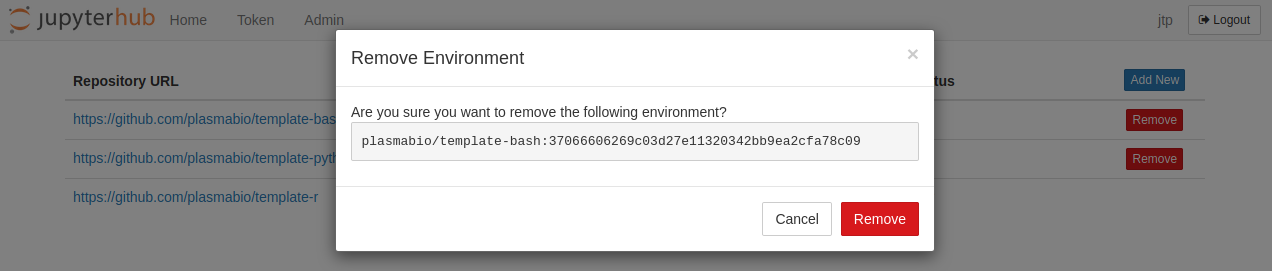 jupyterhub Home Token Admin jtp Logout
Remove Environment ×
Repository URL tus Add New
Are you sure you want to remove the following environment?
https://github.com/plasmabio/template-bas Remove
plasmabio/template-bash:37066606269c03d27e11320342bb9ea2cfa78c09
https://github.com/plasmabio/template-pyth Remove
https://github.com/plasmabio/template-r
Cancel Remove